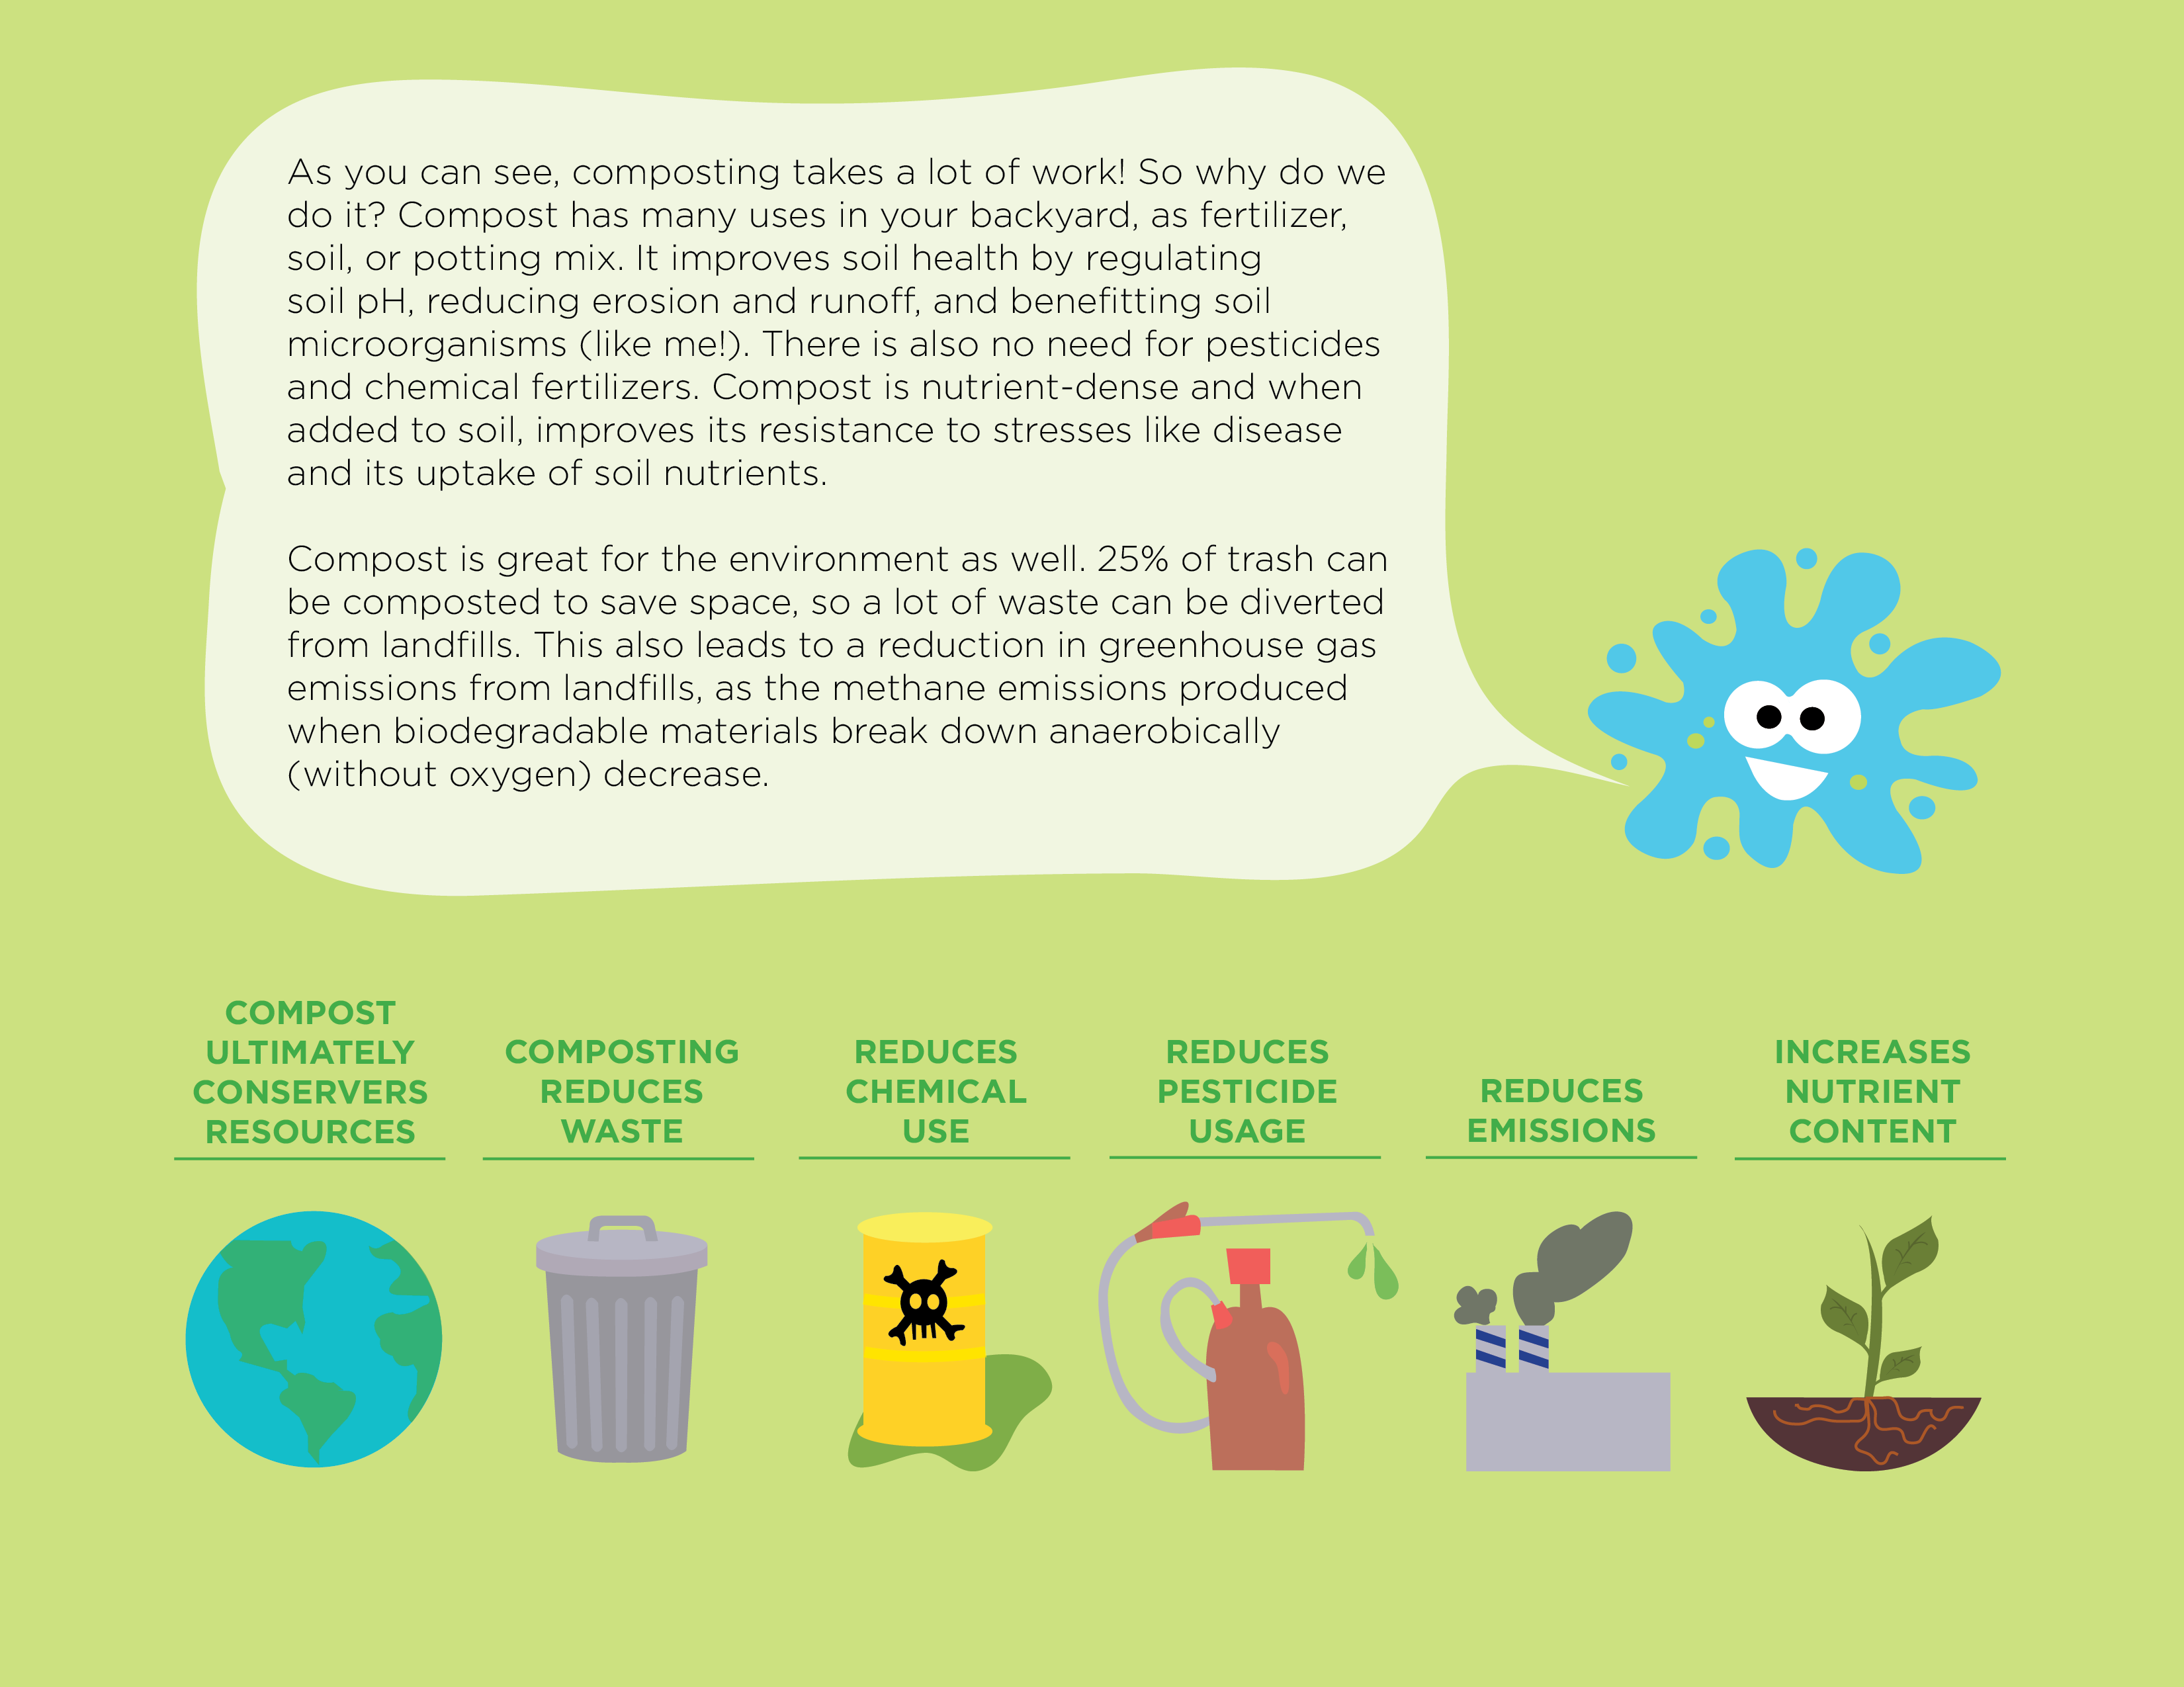 As you can see, composting takes a lot of work! So why do we
do it? Compost has many uses in your backyard, as fertilizer,
soil, or potting mix. It improves soil health by regulating
soil pH, reducing erosion and runoff, and benefitting soil
microorganisms (like me!). There is also no need for pesticides
and chemical fertilizers. Compost is nutrient-dense and when
added to soil, improves its resistance to stresses like disease
and its uptake of soil nutrients.
Compost is great for the environment as well. 25% of trash can
be composted to save space, so a lot of waste can be diverted
from landfills. This also leads to a reduction in greenhouse gas
emissions from landfills, as the methane emissions produced
when biodegradable materials break down anaerobically
(without oxygen) decrease.
COMPOST
ULTIMATELY
CONSERVERS
RESOURCES
COMPOSTING
REDUCES
WASTE
REDUCES
CHEMICAL
USE
REDUCES
PESTICIDE
USAGE
REDUCES
EMISSIONS
INCREASES
NUTRIENT
CONTENT